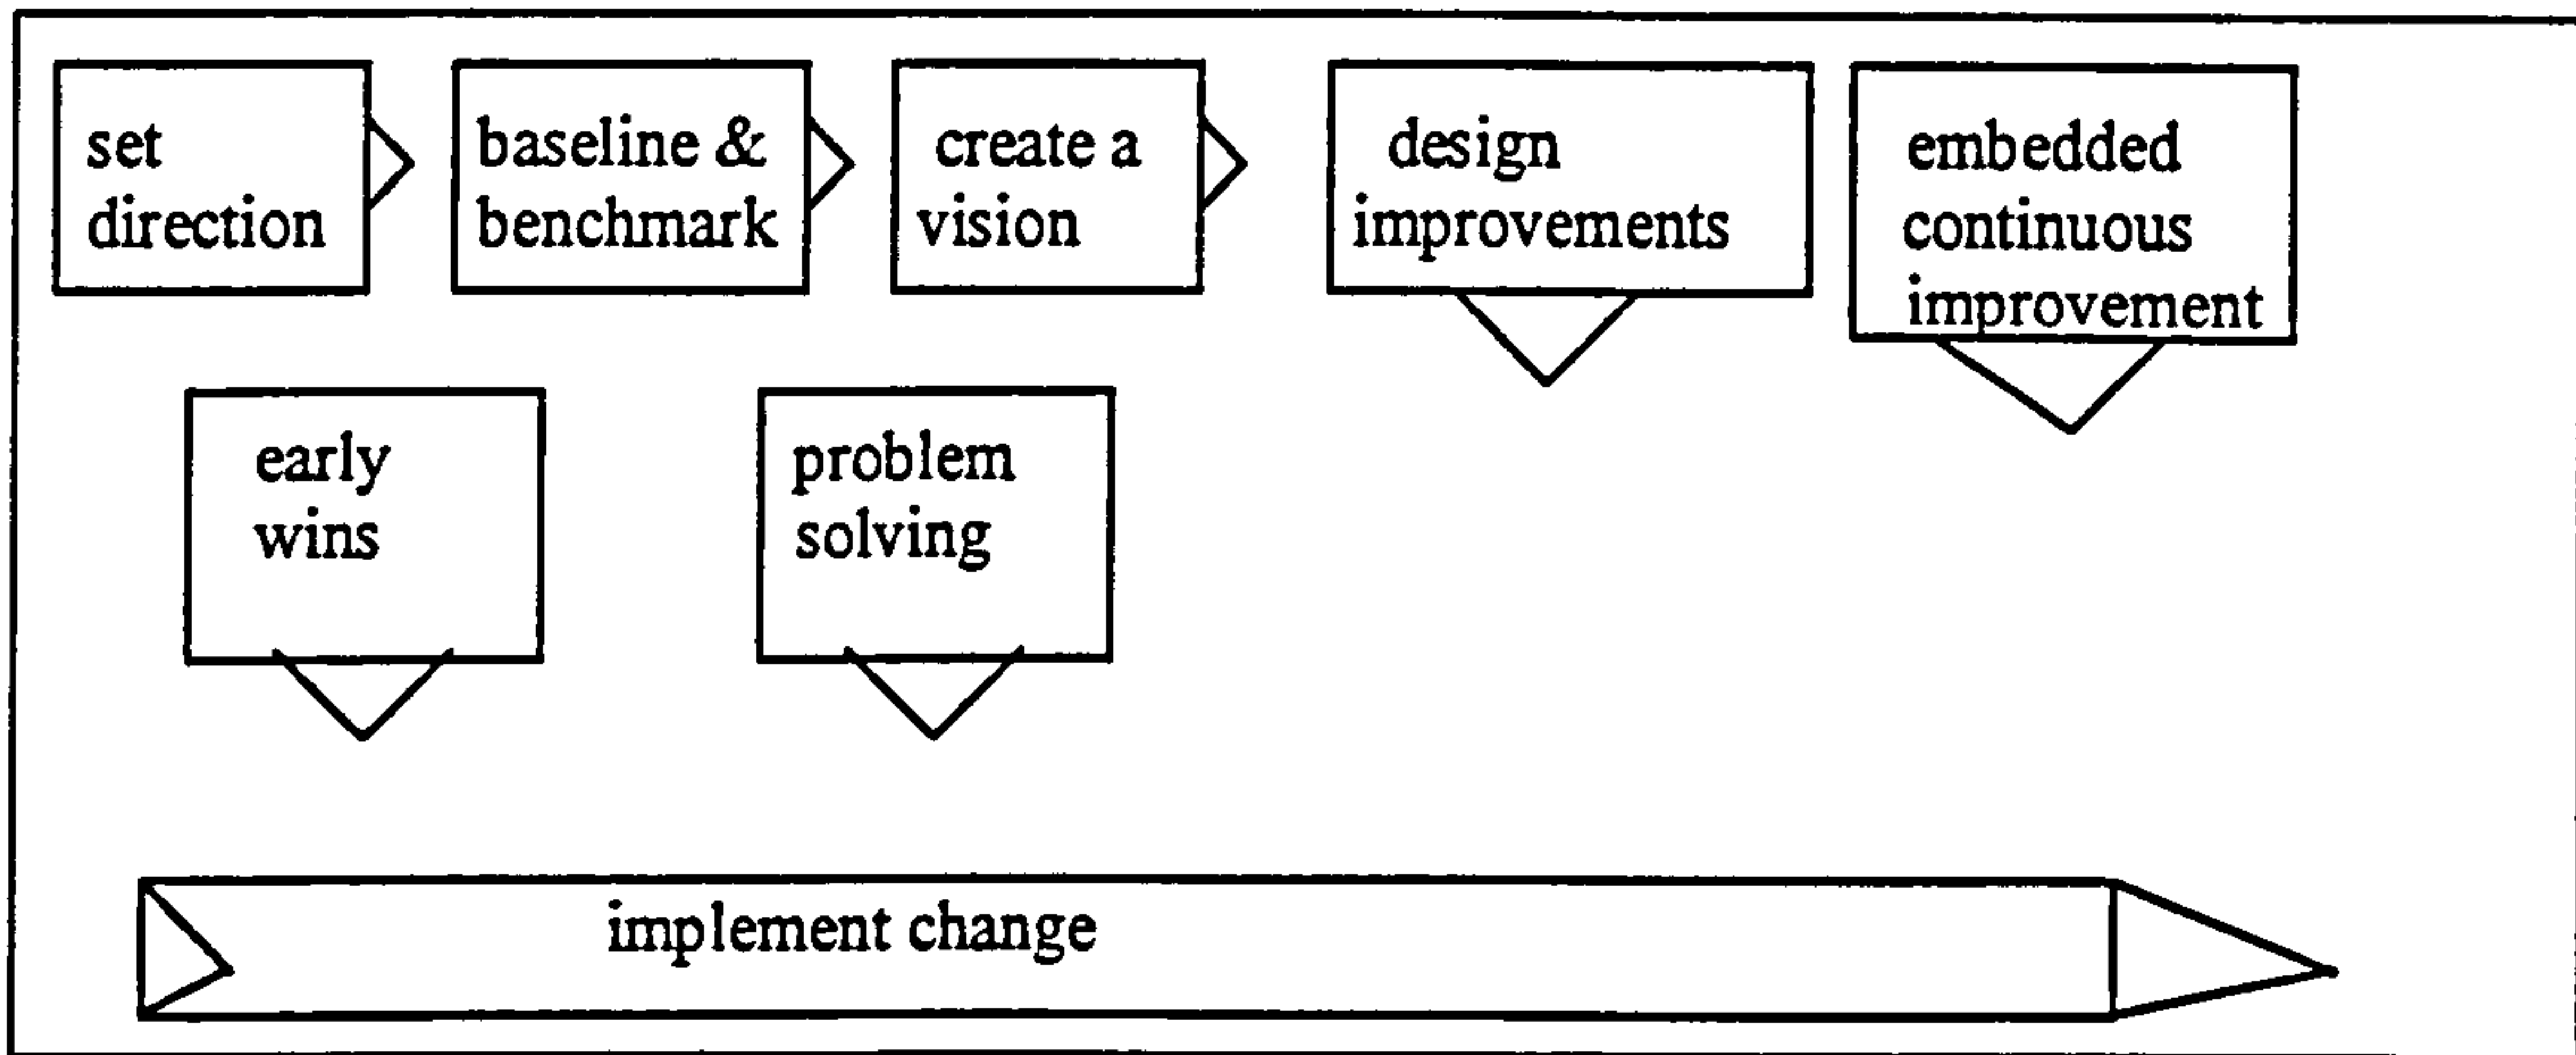 set
direction
baseline &
benchmark
create a
vision
design
improvements
embedded
continuous
improvement
early
wins
problem
solving
implement change